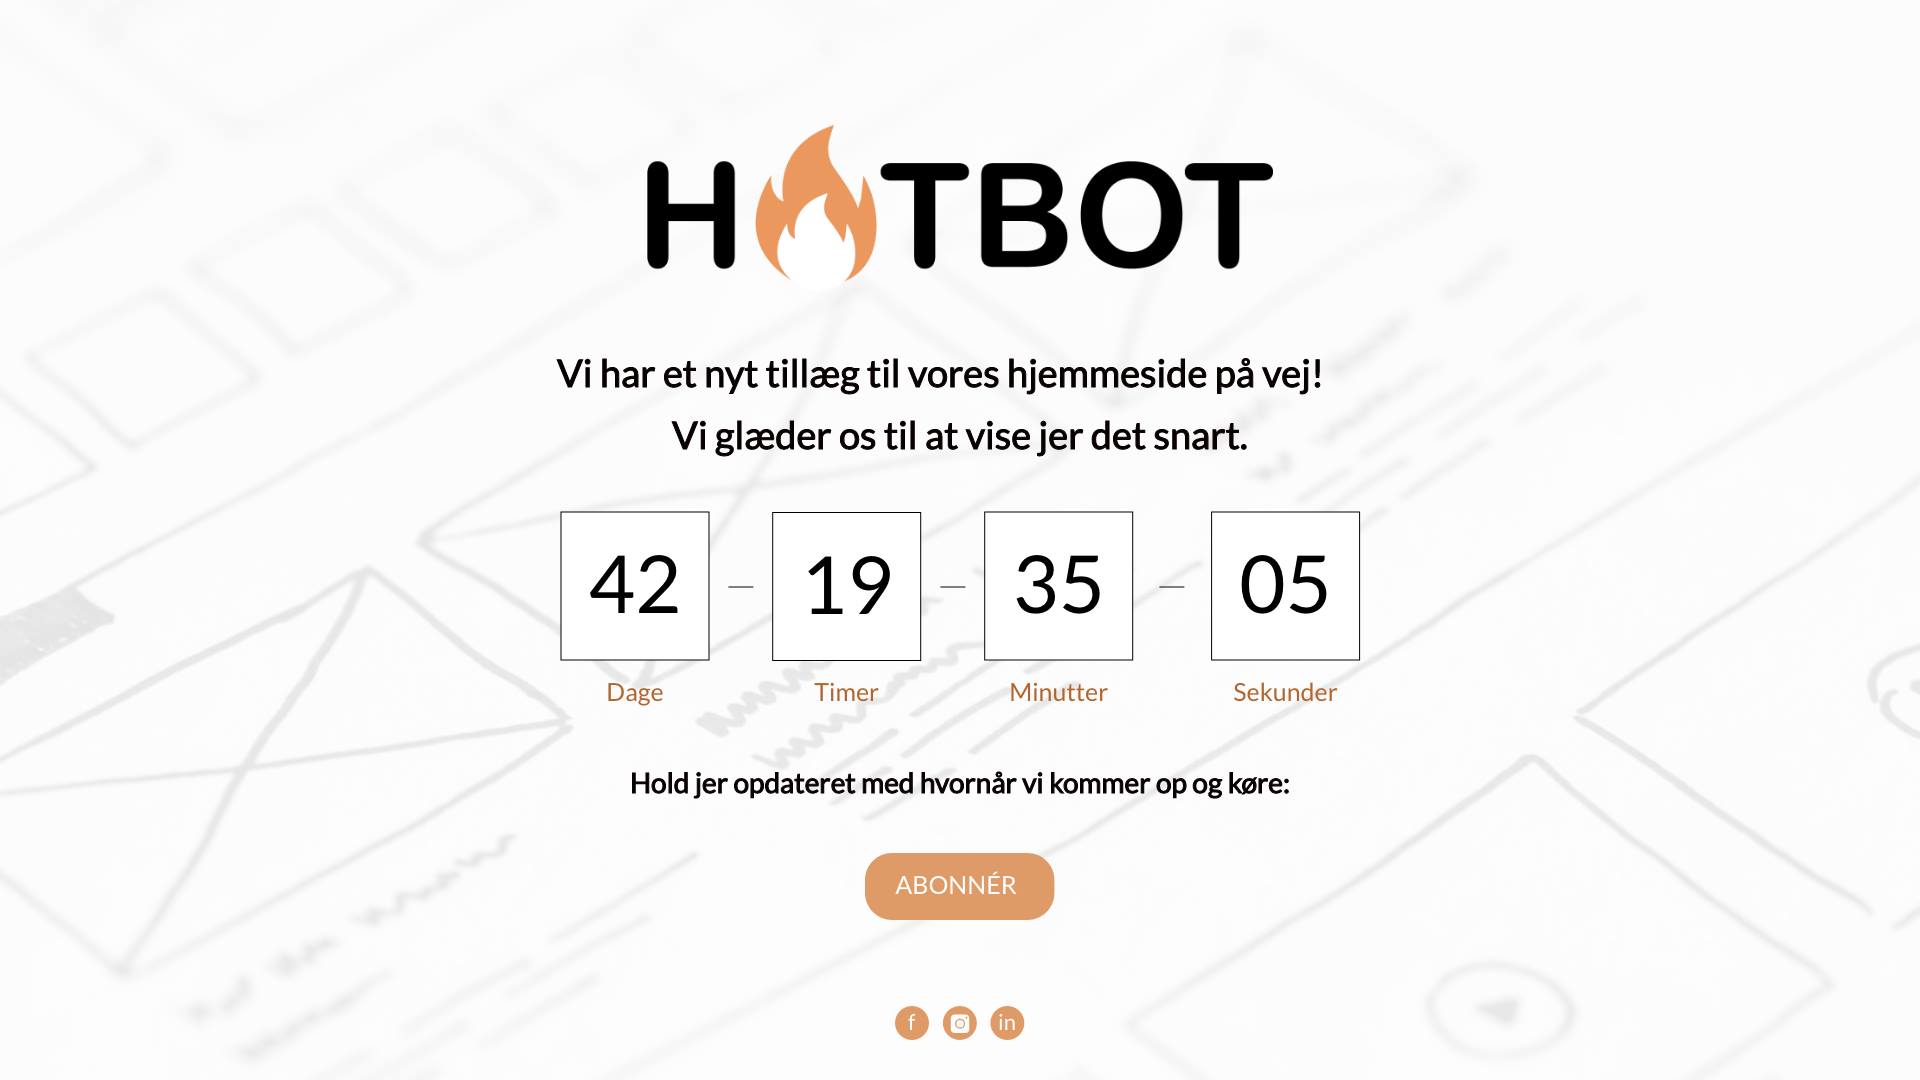 HOTBOT
Vi har et nyt tillæg til vores hjemmeside på vej!
Vi glæder os til at vise jer det snart.
42 — 19 — 35 — 05
Dage Timer Minutter Sekunder
Hold jer opdateret med hvornår vi kommer op og køre:
ABONNÉR
f in